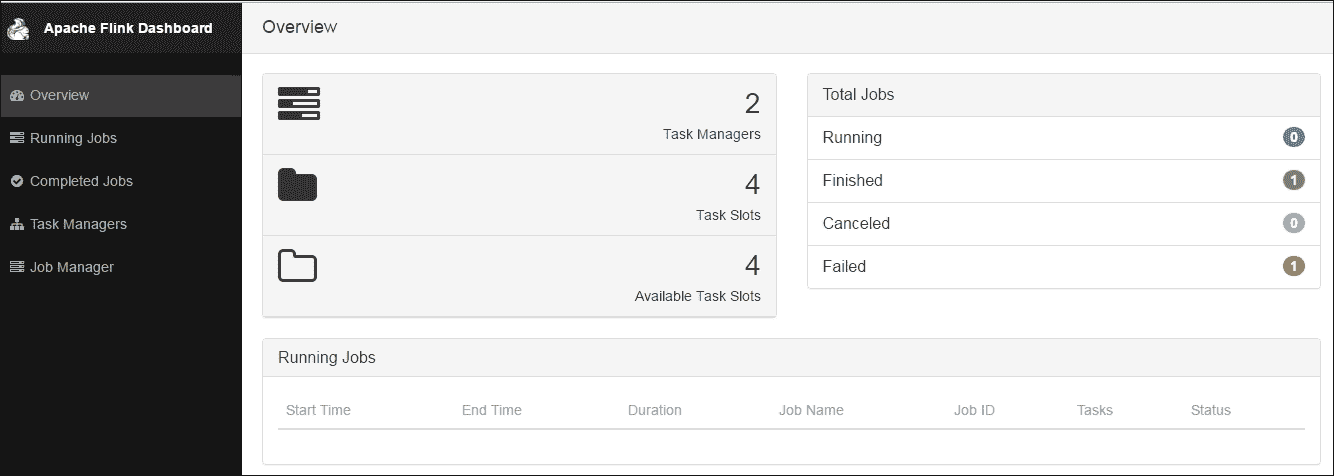 Apache Flink Dashboard
Overview
Running Jobs
Completed Jobs
Task Managers
Job Manager
Overview
2
Task Managers
4
Task Slots
4
Available Task Slots
Total Jobs
Running 0
Finished 1
Canceled 0
Failed 1
Running Jobs
Start Time End Time Duration Job Name Job ID Tasks Status